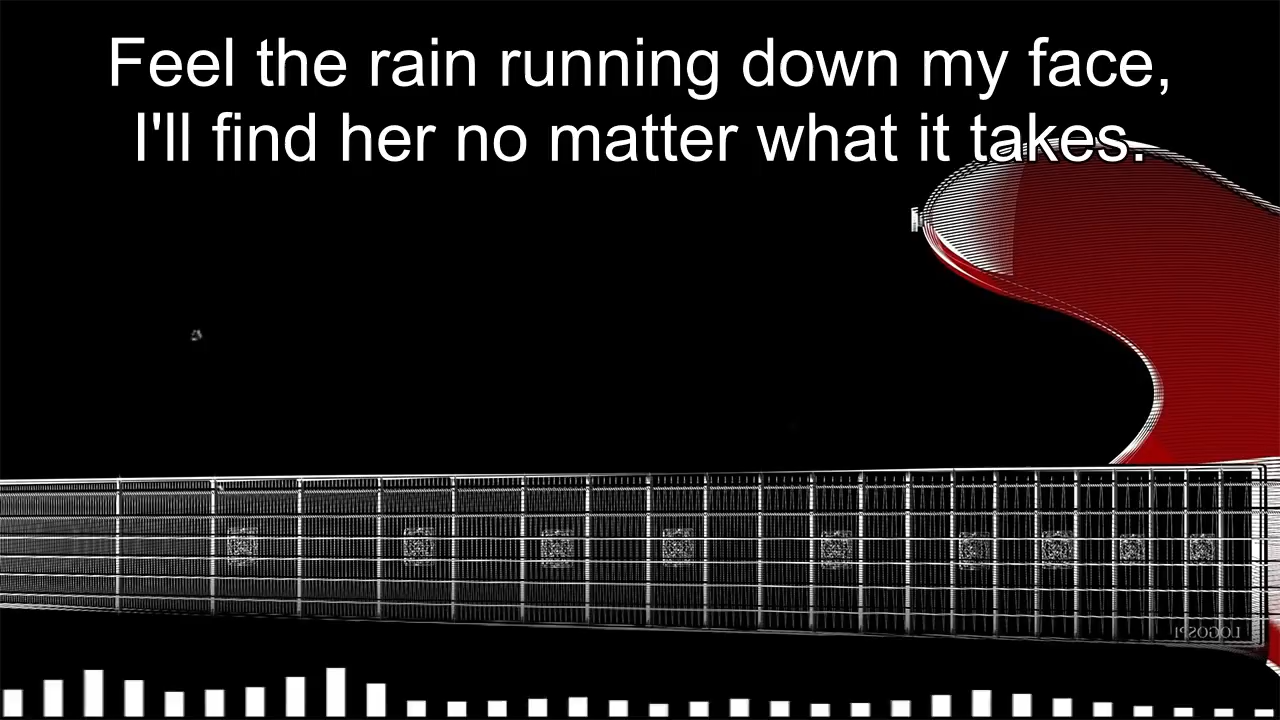 Feel the rain running down my face,
I'll find her no matter what it takes.